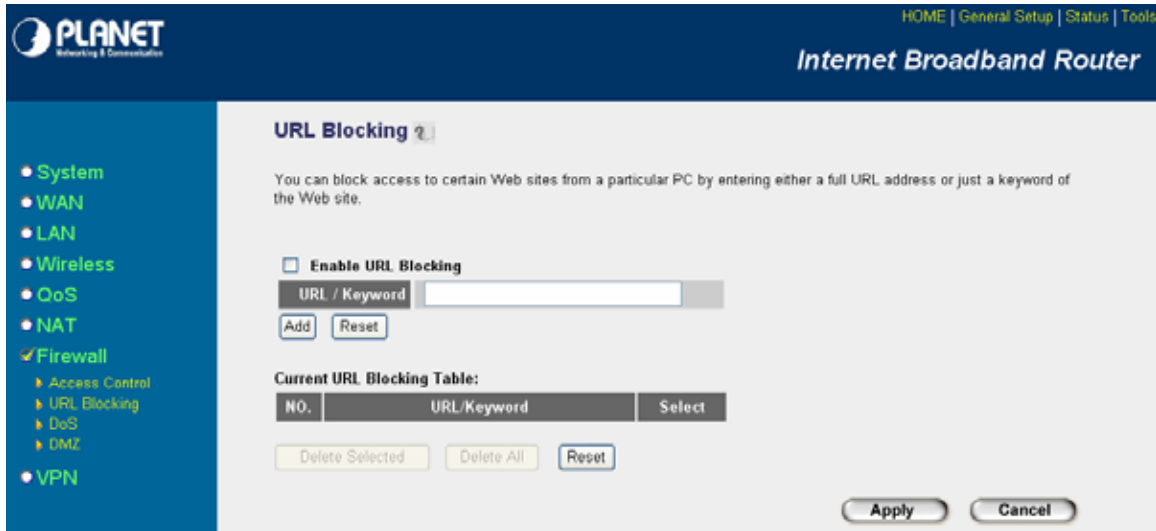 PLANET
Networking & Communication
HOME | General Setup | Status | Tools
Internet Broadband Router
System
WAN
LAN
Wireless
QoS
NAT
Firewall
Access Control
URL Blocking
DoS
DMZ
VPN
URL Blocking
You can block access to certain Web sites from a particular PC by entering either a full URL address or just a keyword of
the Web site.
Enable URL Blocking
URL / Keyword
Add Reset
Current URL Blocking Table:
NO. URL/Keyword Select
Delete Selected Delete All Reset
Apply Cancel